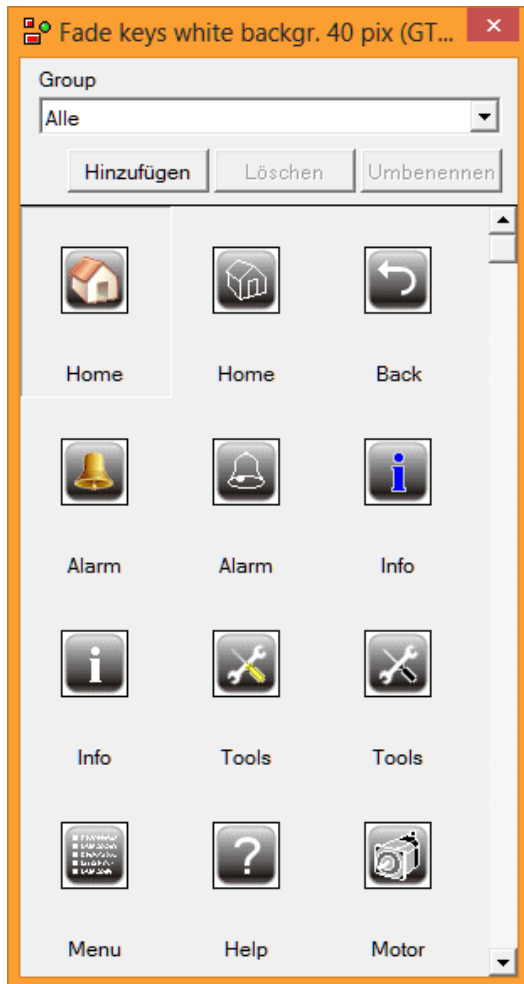 Fade keys white backgr. 40 pix (GT...
Group
Alle
Hinzufügen Löschen Umbenennen
Home Home Back
Alarm Alarm Info
Info Tools Tools
Menu Help Motor